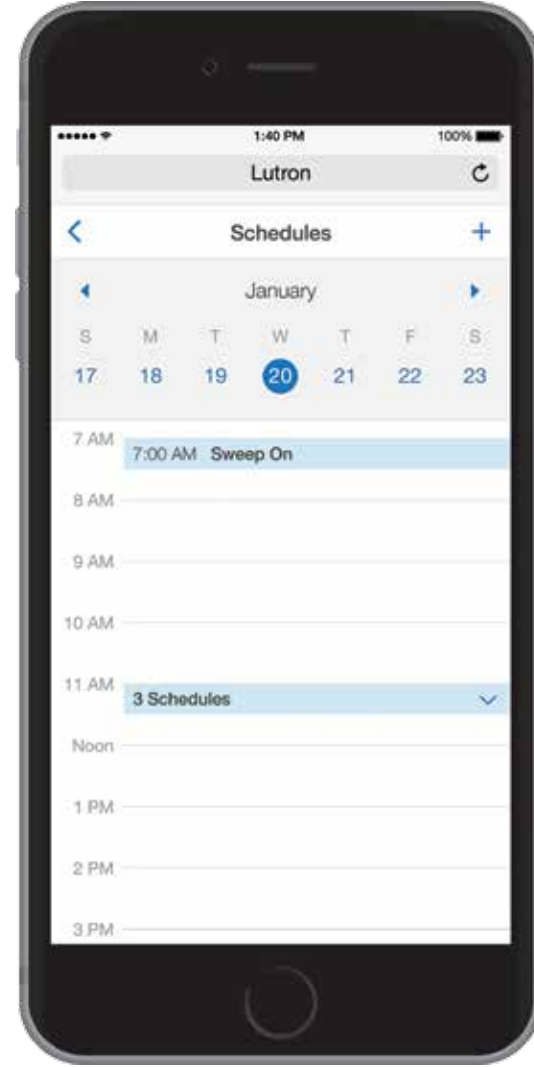 1:40 PM 100%
Lutron
Schedules +
January
S M T W T F S
17 18 19 20 21 22 23
7 AM
7:00 AM Sweep On
8 AM
9 AM
10 AM
11 AM
3 Schedules
Noon
1 PM
2 PM
3 PM